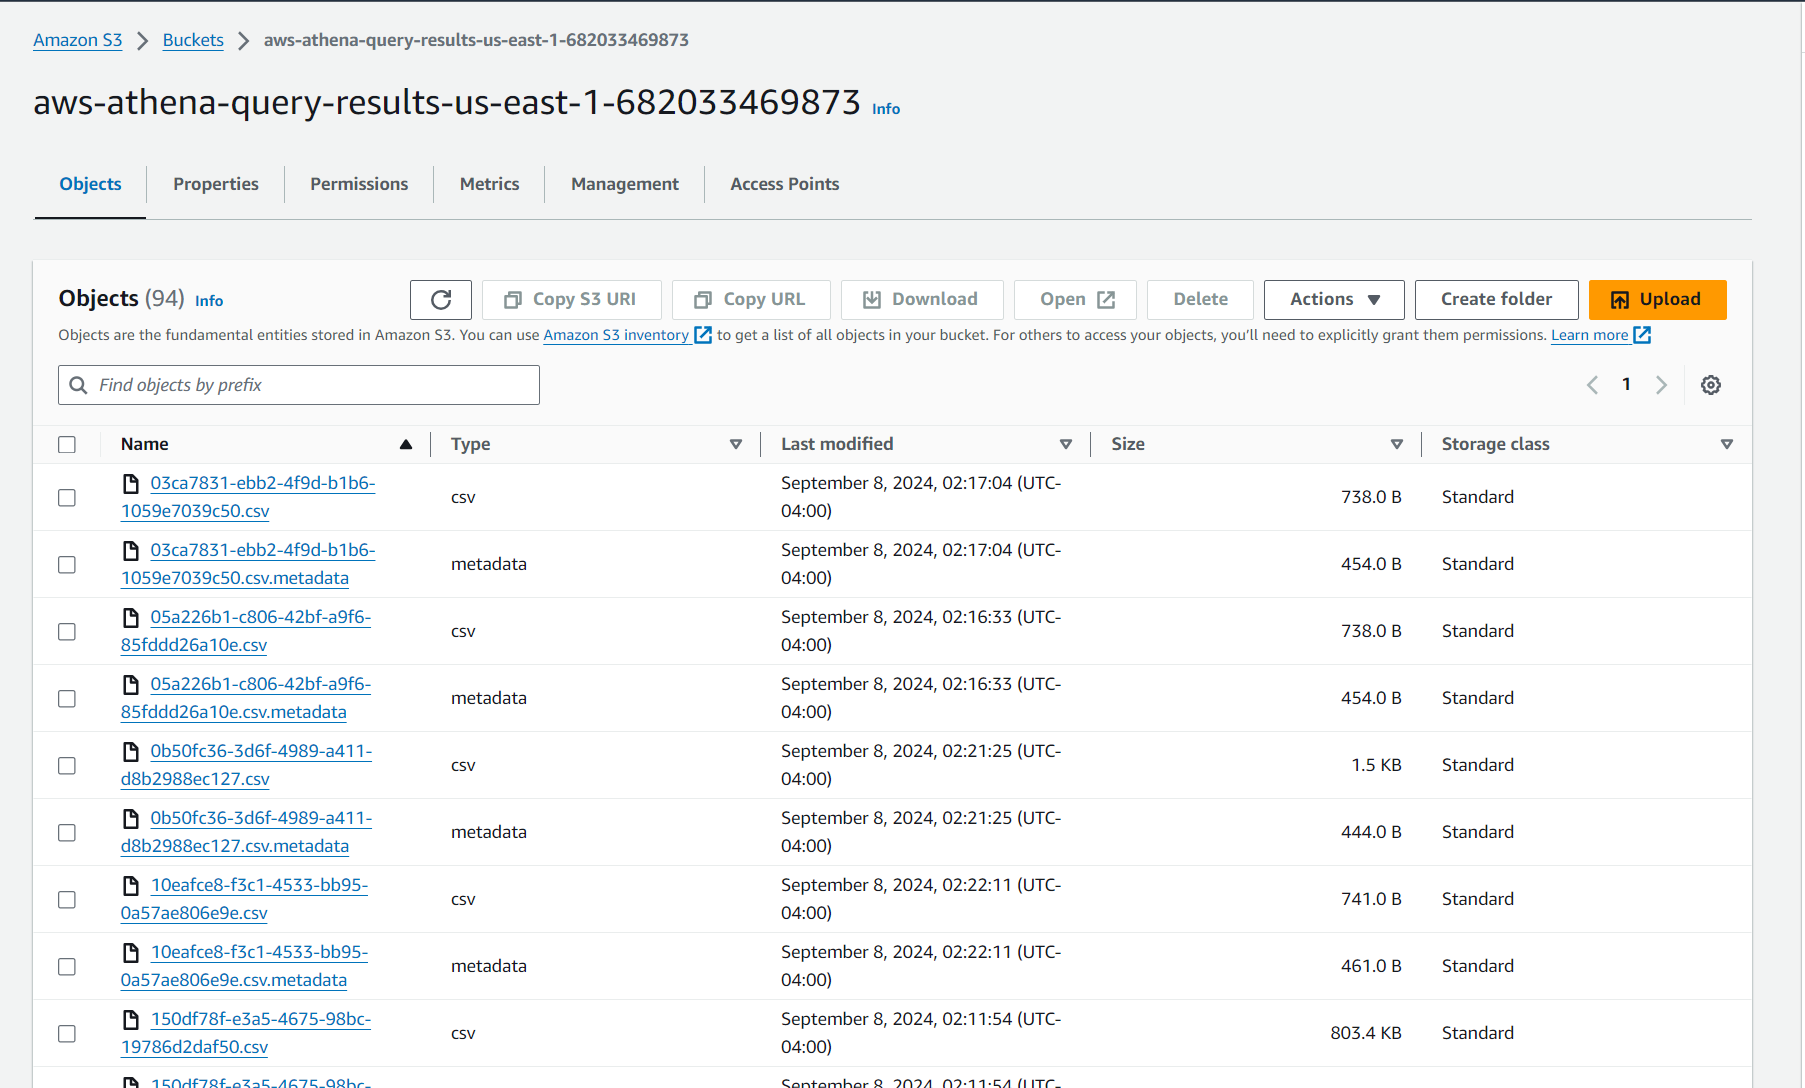 Amazon S3 > Buckets > aws-athena-query-results-us-east-1-682033469873
aws-athena-query-results-us-east-1-682033469873 Info
Objects Properties Permissions Metrics Management Access Points
Objects (94) Info Copy S3 URI Copy URL Download Open Delete Actions Create folder Upload
Objects are the fundamental entities stored in Amazon S3. You can use Amazon S3 inventory to get a list of all objects in your bucket. For others to access your objects, you’ll need to explicitly grant them permissions. Learn more
Find objects by prefix 1
Name Type Last modified Size Storage class
03ca7831-ebb2-4f9d-b1b6-
1059e7039c50.csv csv September 8, 2024, 02:17:04 (UTC-
04:00) 738.0 B Standard
03ca7831-ebb2-4f9d-b1b6-
1059e7039c50.csv.metadata metadata September 8, 2024, 02:17:04 (UTC-
04:00) 454.0 B Standard
05a226b1-c806-42bf-a9f6-
85fddd26a10e.csv csv September 8, 2024, 02:16:33 (UTC-
04:00) 738.0 B Standard
05a226b1-c806-42bf-a9f6-
85fddd26a10e.csv.metadata metadata September 8, 2024, 02:16:33 (UTC-
04:00) 454.0 B Standard
0b50fc36-3d6f-4989-a411-
d8b2988ec127.csv csv September 8, 2024, 02:21:25 (UTC-
04:00) 1.5 KB Standard
0b50fc36-3d6f-4989-a411-
d8b2988ec127.csv.metadata metadata September 8, 2024, 02:21:25 (UTC-
04:00) 444.0 B Standard
10eafce8-f3c1-4533-bb95-
0a57ae806e9e.csv csv September 8, 2024, 02:22:11 (UTC-
04:00) 741.0 B Standard
10eafce8-f3c1-4533-bb95-
0a57ae806e9e.csv.metadata metadata September 8, 2024, 02:22:11 (UTC-
04:00) 461.0 B Standard
150df78f-e3a5-4675-98bc-
19786d2daf50.csv csv September 8, 2024, 02:11:54 (UTC-
04:00) 803.4 KB Standard
150df78f-e3a5-4675-98bc- September 8, 2024, 02:11:54 (UTC-